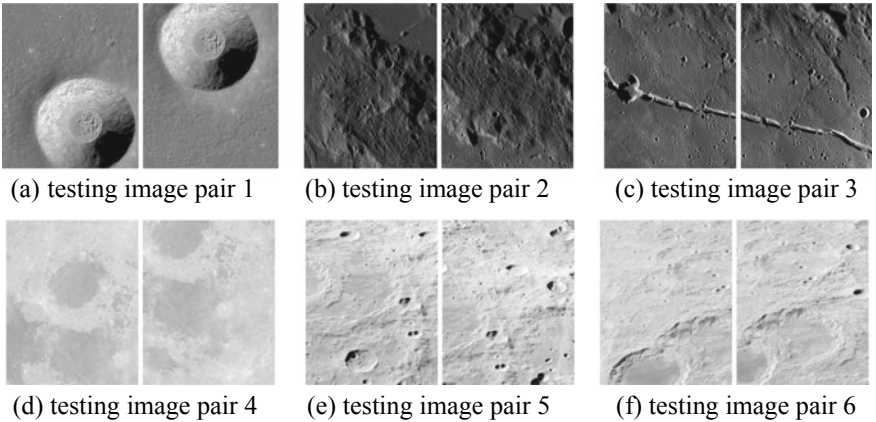 (a) testing image pair 1
(b) testing image pair 2
(c) testing image pair 3
(d) testing image pair 4
(e) testing image pair 5
(f) testing image pair 6